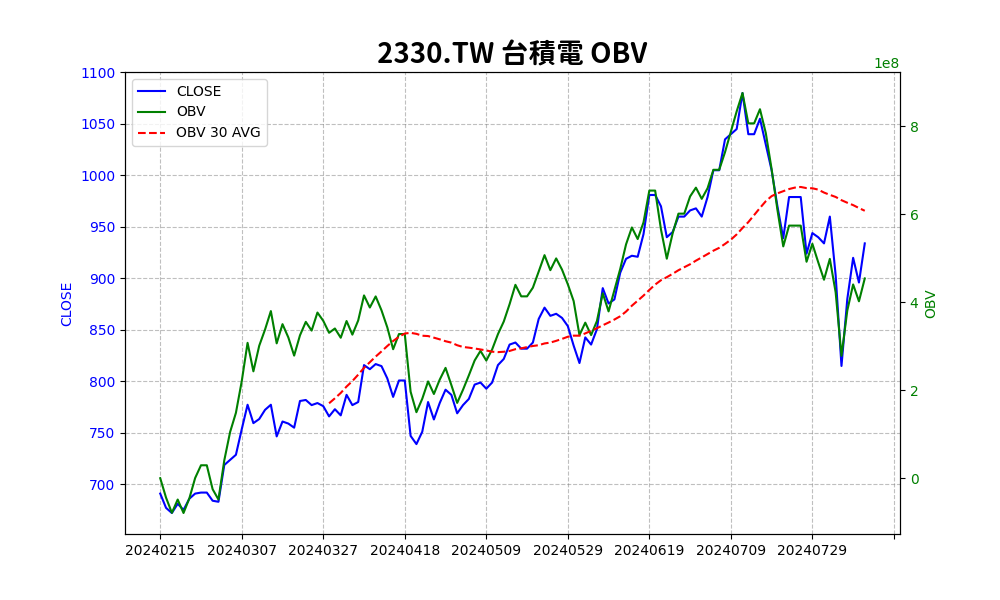 2330.TW 台積電 OBV
1e8
CLOSE
OBV
OBV 30 AVG
1100
1050
1000
950
900
850
800
750
700
CLOSE
8
6
4
2
0
OBV
20240215 20240307 20240327 20240418 20240509 20240529 20240619 20240709 20240729